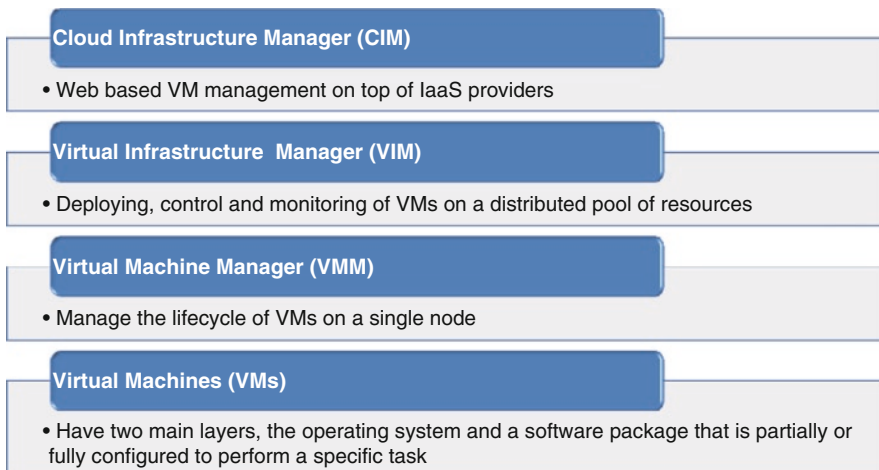 Cloud Infrastructure Manager (CIM)
• Web based VM management on top of IaaS providers
Virtual Infrastructure Manager (VIM)
• Deploying, control and monitoring of VMs on a distributed pool of resources
Virtual Machine Manager (VMM)
• Manage the lifecycle of VMs on a single node
Virtual Machines (VMs)
• Have two main layers, the operating system and a software package that is partially or
fully configured to perform a specific task